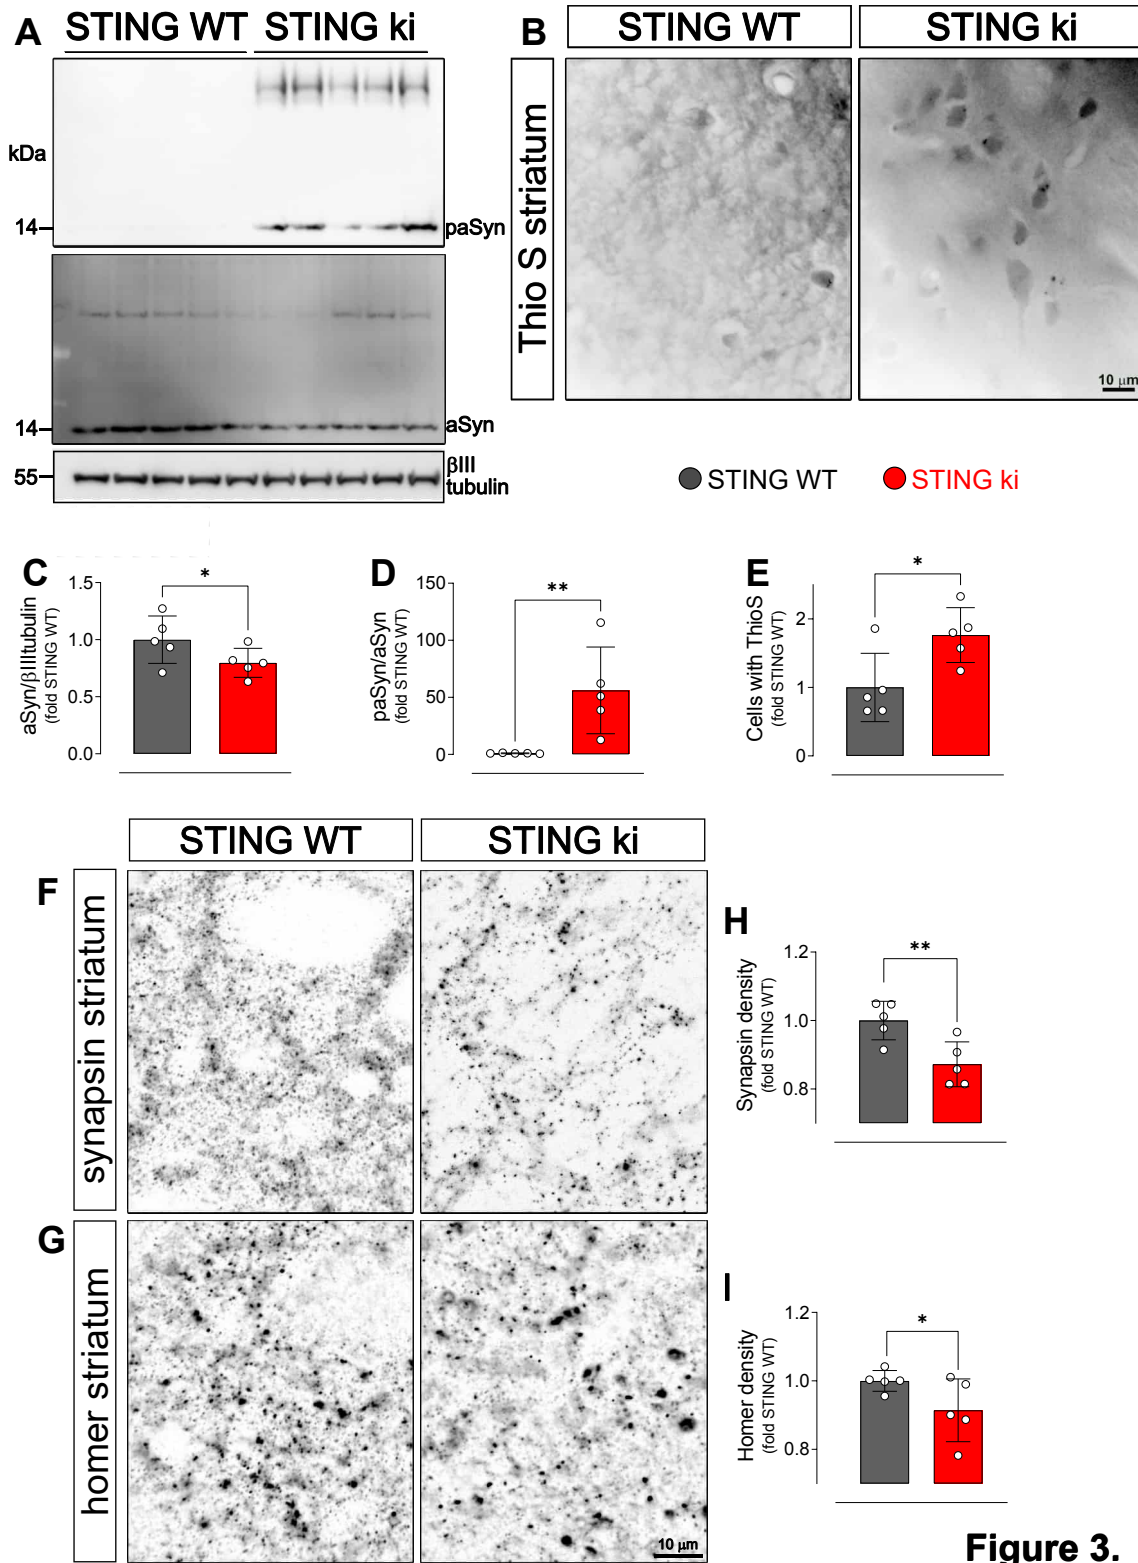 A
STING WT STING ki
kDa
14
paSyn
14
aSyn
55
βIII
tubulin
B
STING WT
STING ki
Thio S striatum
10 µm
STING WT
STING ki
C
aSyn/βIIItubulin
(fold STING WT)
1.5
1.0
0.5
0.0
*
D
paSyn/aSyn
(fold STING WT)
150
100
50
0
**
E
Cells with ThioS
(fold STING WT)
2
1
0
*
STING WT
STING ki
F
synapsin striatum
G
homer striatum
10 µm
H
Synapsin density
(fold STING WT)
1.2
1.0
0.8
**
I
Homer density
(fold STING WT)
1.2
1.0
0.8
*
Figure 3.